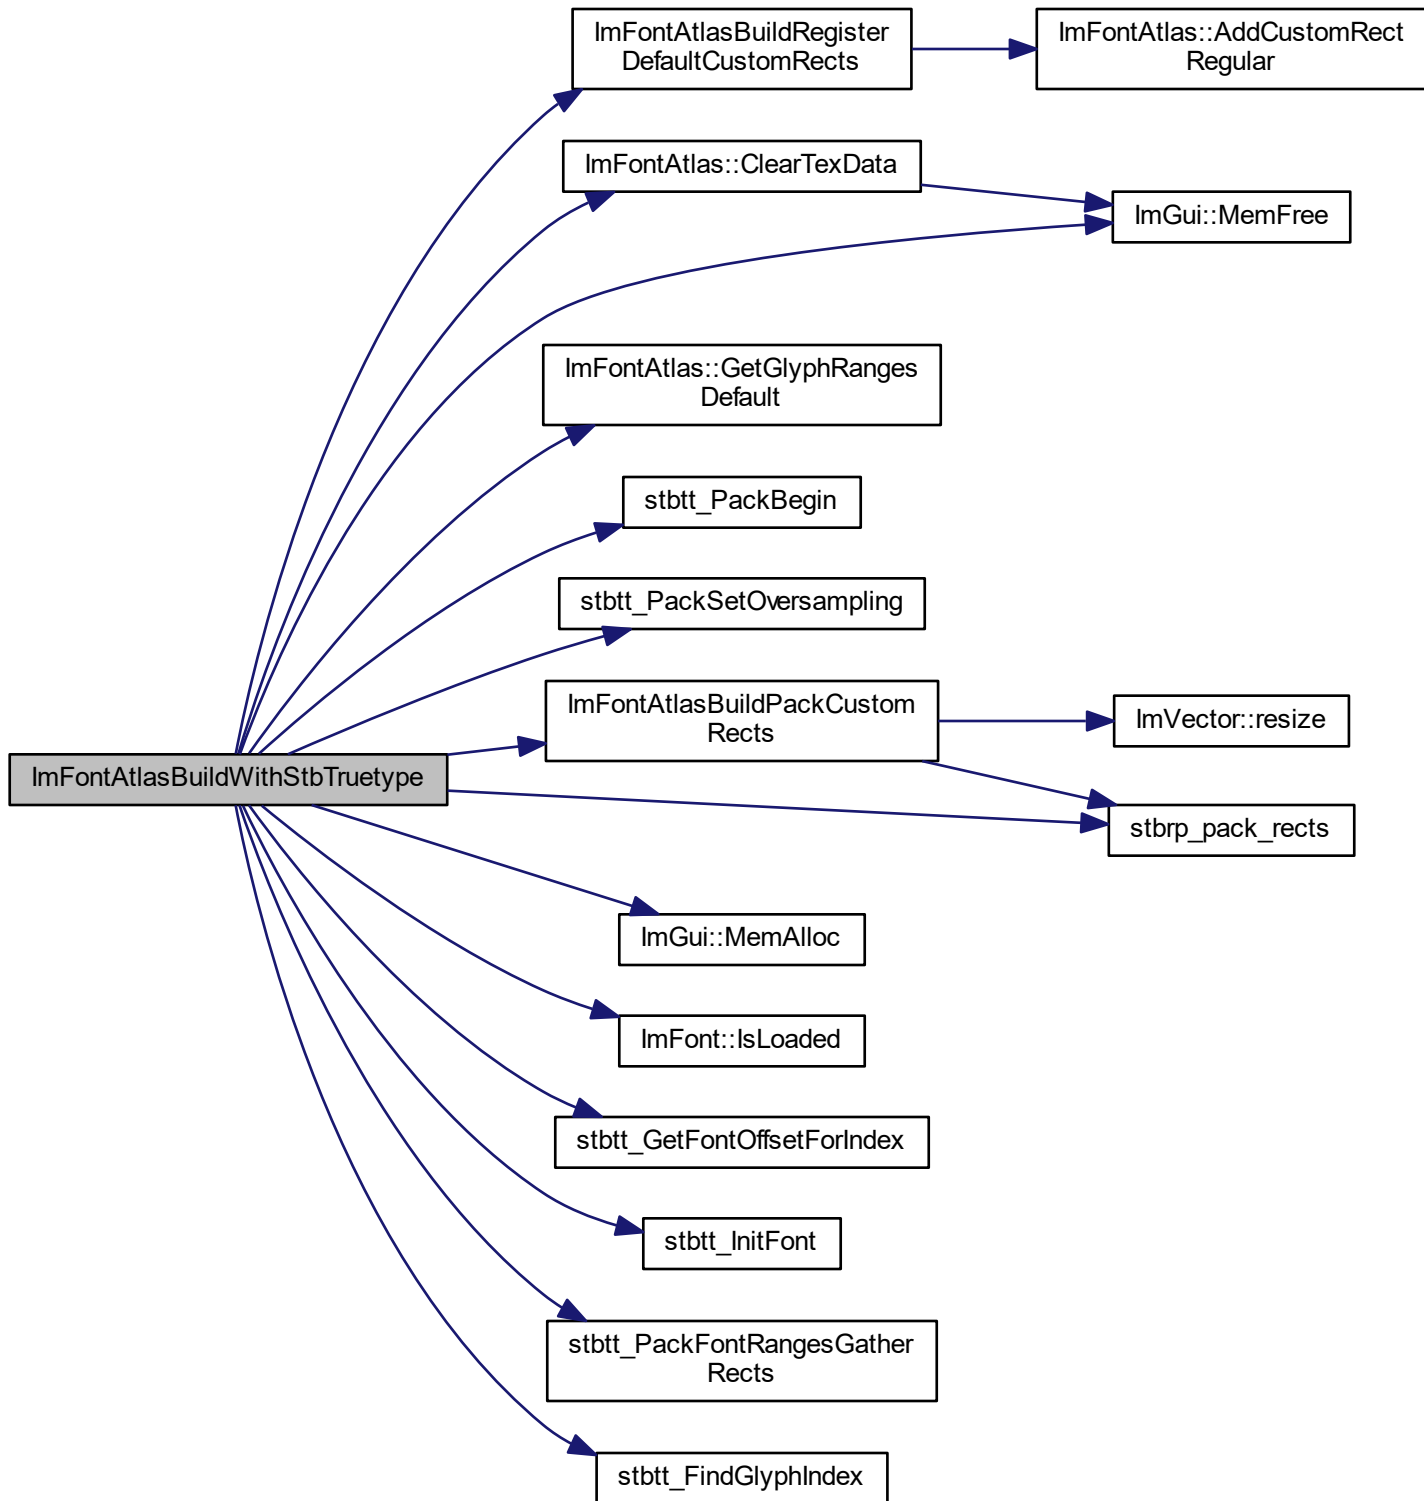 ImFontAtlasBuildRegister
DefaultCustomRects
ImFontAtlas::AddCustomRect
Regular
ImFontAtlas::ClearTexData
ImGui::MemFree
ImFontAtlas::GetGlyphRanges
Default
stbtt_PackBegin
stbtt_PackSetOversampling
ImFontAtlasBuildPackCustom
Rects
ImVector::resize
ImFontAtlasBuildWithStbTruetype
stbrp_pack_rects
ImGui::MemAlloc
ImFont::IsLoaded
stbtt_GetFontOffsetForIndex
stbtt_InitFont
stbtt_PackFontRangesGather
Rects
stbtt_FindGlyphIndex